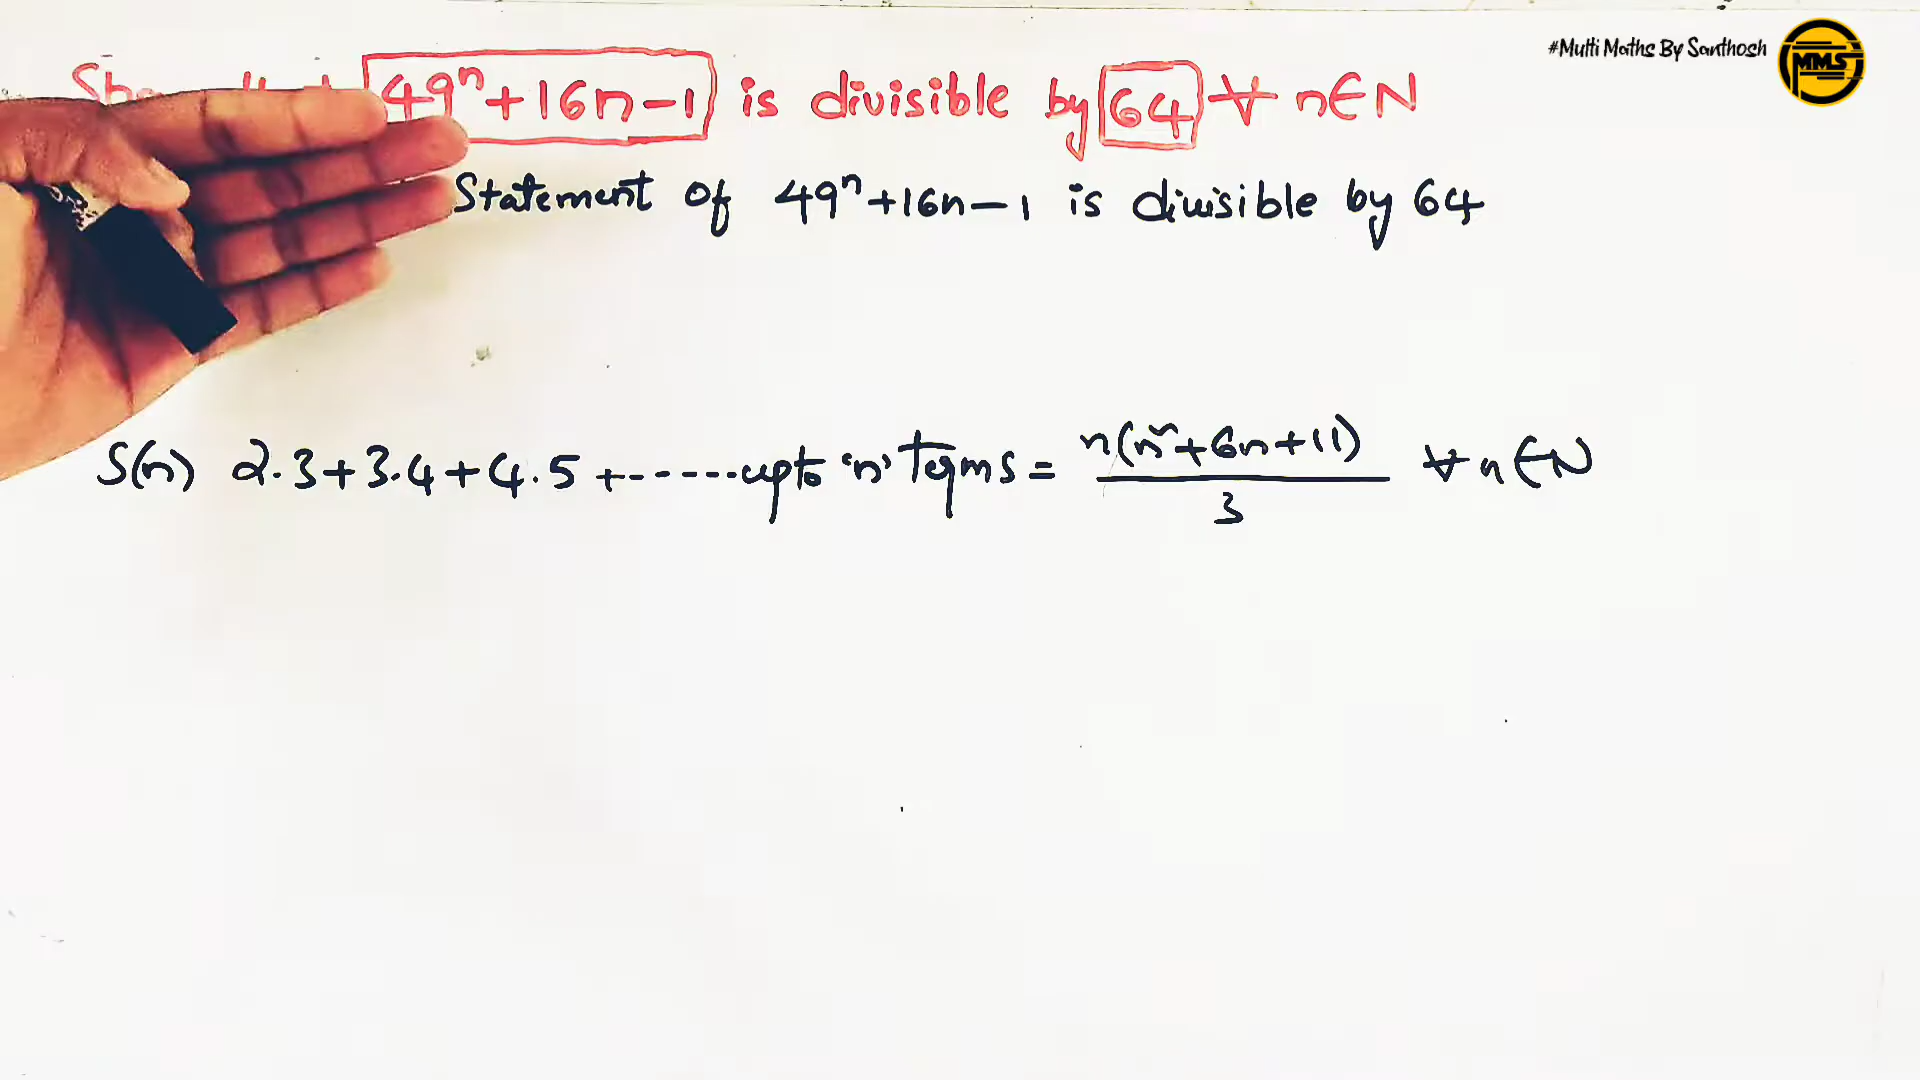 #Multi Maths By Santhosh
MMS
49ⁿ+16n-1 is divisible by 64 ∀ n∈N
Statement of 49ⁿ+16n-1 is divisible by 64
S(n) 2.3+3.4+4.5+------upto 'n' Terms = n(n²+6n+11)/3 ∀ n∈N